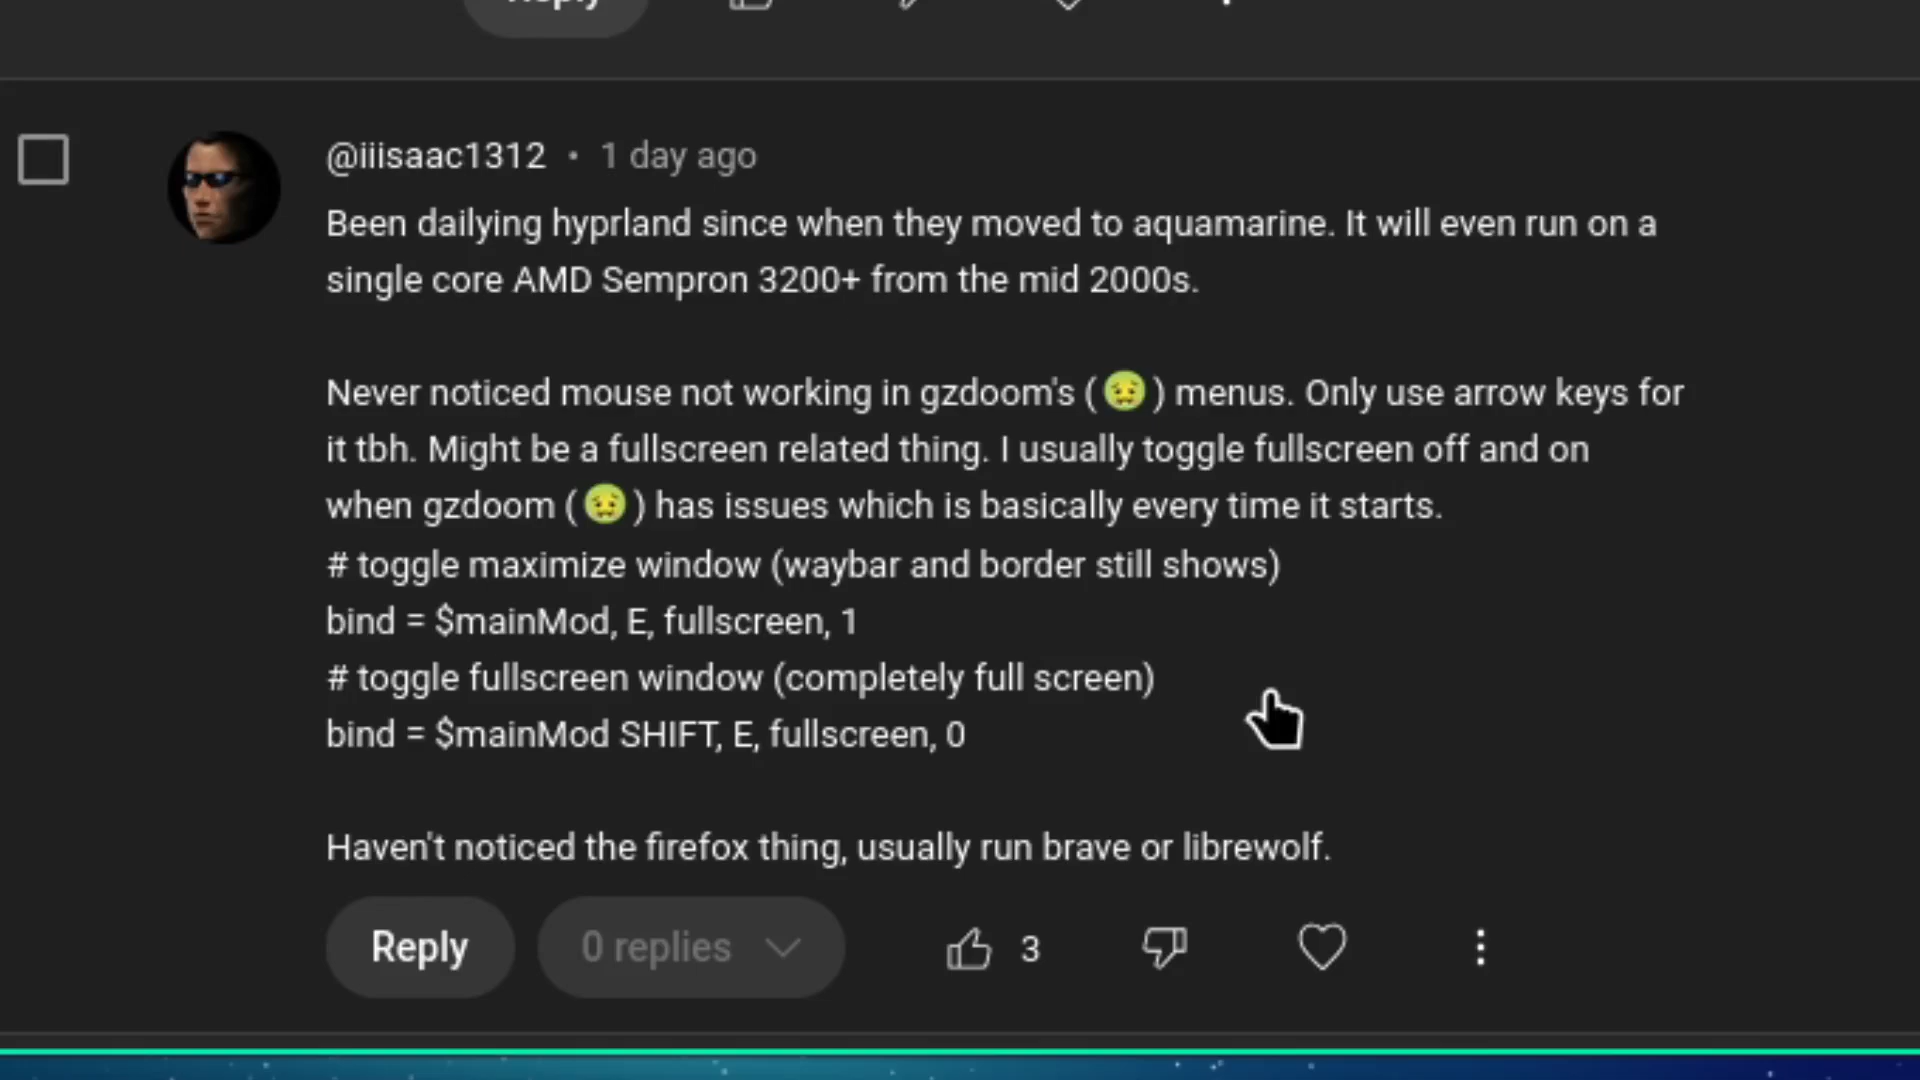 Reply
@iiisaac1312 • 1 day ago
Been dailying hyprland since when they moved to aquamarine. It will even run on a
single core AMD Sempron 3200+ from the mid 2000s.
Never noticed mouse not working in gzdoom's (🤢) menus. Only use arrow keys for
it tbh. Might be a fullscreen related thing. I usually toggle fullscreen off and on
when gzdoom (🤢) has issues which is basically every time it starts.
# toggle maximize window (waybar and border still shows)
bind = $mainMod, E, fullscreen, 1
# toggle fullscreen window (completely full screen)
bind = $mainMod SHIFT, E, fullscreen, 0
Haven't noticed the firefox thing, usually run brave or librewolf.
Reply 0 replies 3